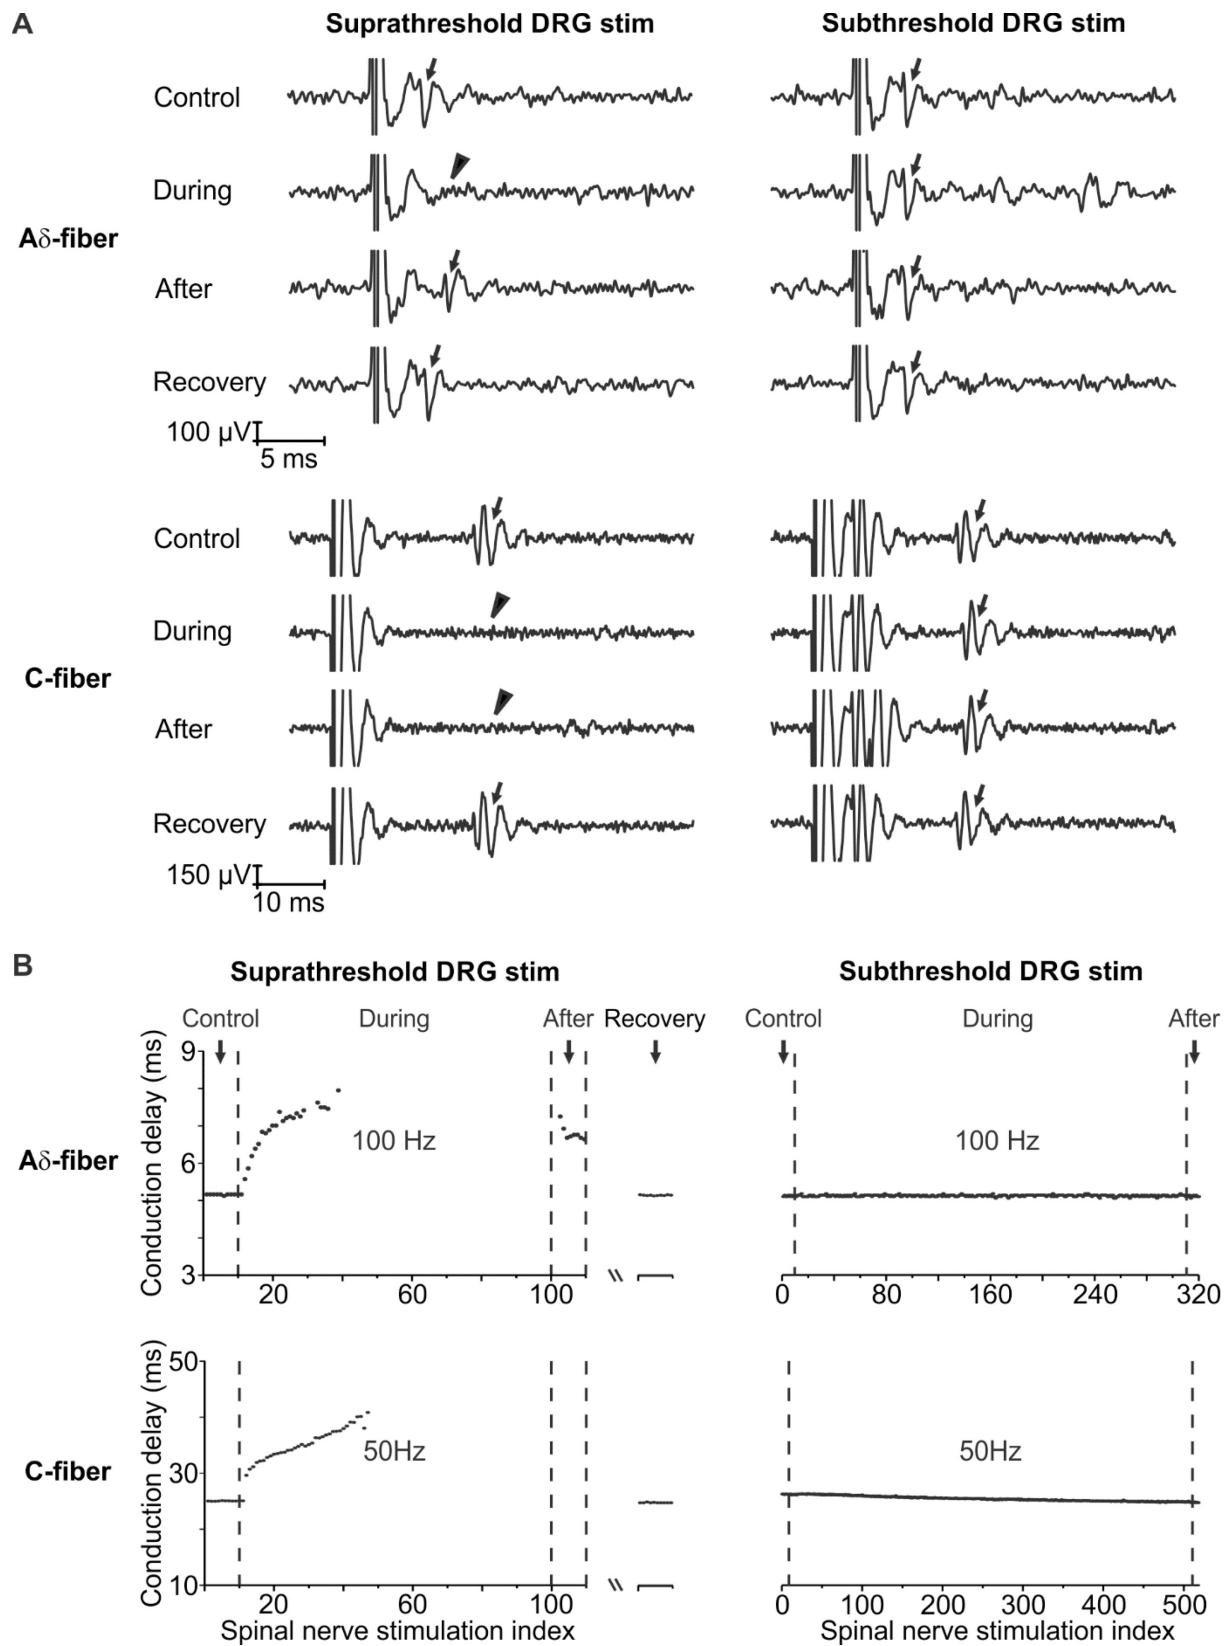 A
Suprathreshold DRG stim
Subthreshold DRG stim
Aδ-fiber
Control
During
After
Recovery
100 µV
5 ms
C-fiber
Control
During
After
Recovery
150 µV
10 ms
B
Suprathreshold DRG stim
Subthreshold DRG stim
Control During After Recovery
Control During After
Aδ-fiber
Conduction delay (ms)
9
6
3
100 Hz
20 60 100
100 Hz
0 80 160 240 320
C-fiber
Conduction delay (ms)
50
30
10
50Hz
20 60 100
Spinal nerve stimulation index
50Hz
0 100 200 300 400 500
Spinal nerve stimulation index